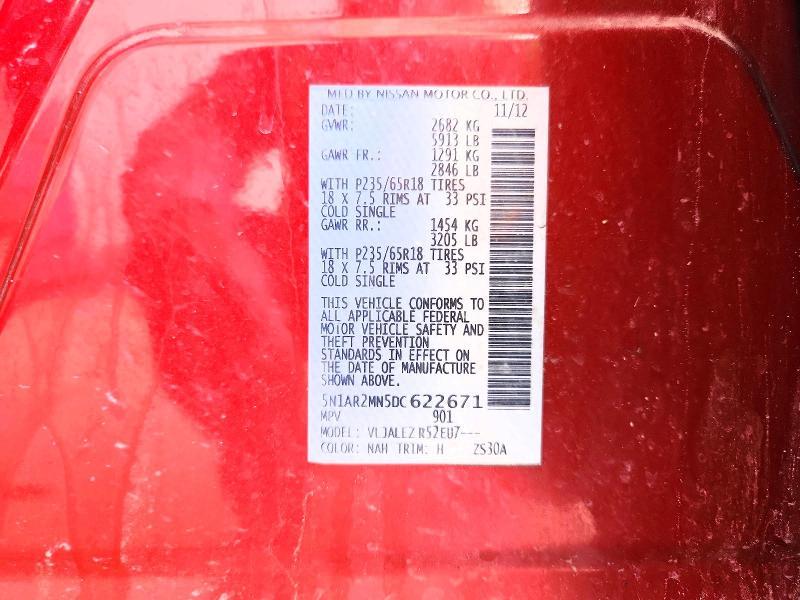 MFD BY NISSAN MOTOR CO., LTD.
DATE: 11/12
GVWR: 2682 KG
5913 LB
GAWR FR.: 1291 KG
2846 LB
WITH P235/65R18 TIRES
18 X 7.5 RIMS AT 33 PSI
COLD SINGLE
GAWR RR.: 1454 KG
3205 LB
WITH P235/65R18 TIRES
18 X 7.5 RIMS AT 33 PSI
COLD SINGLE
THIS VEHICLE CONFORMS TO
ALL APPLICABLE FEDERAL
MOTOR VEHICLE SAFETY AND
THEFT PREVENTION
STANDARDS IN EFFECT ON
THE DATE OF MANUFACTURE
SHOWN ABOVE.
5N1AR2MN5DC622671
MPV 901
MODEL:
COLOR: NAH TRIM: H ZS30A